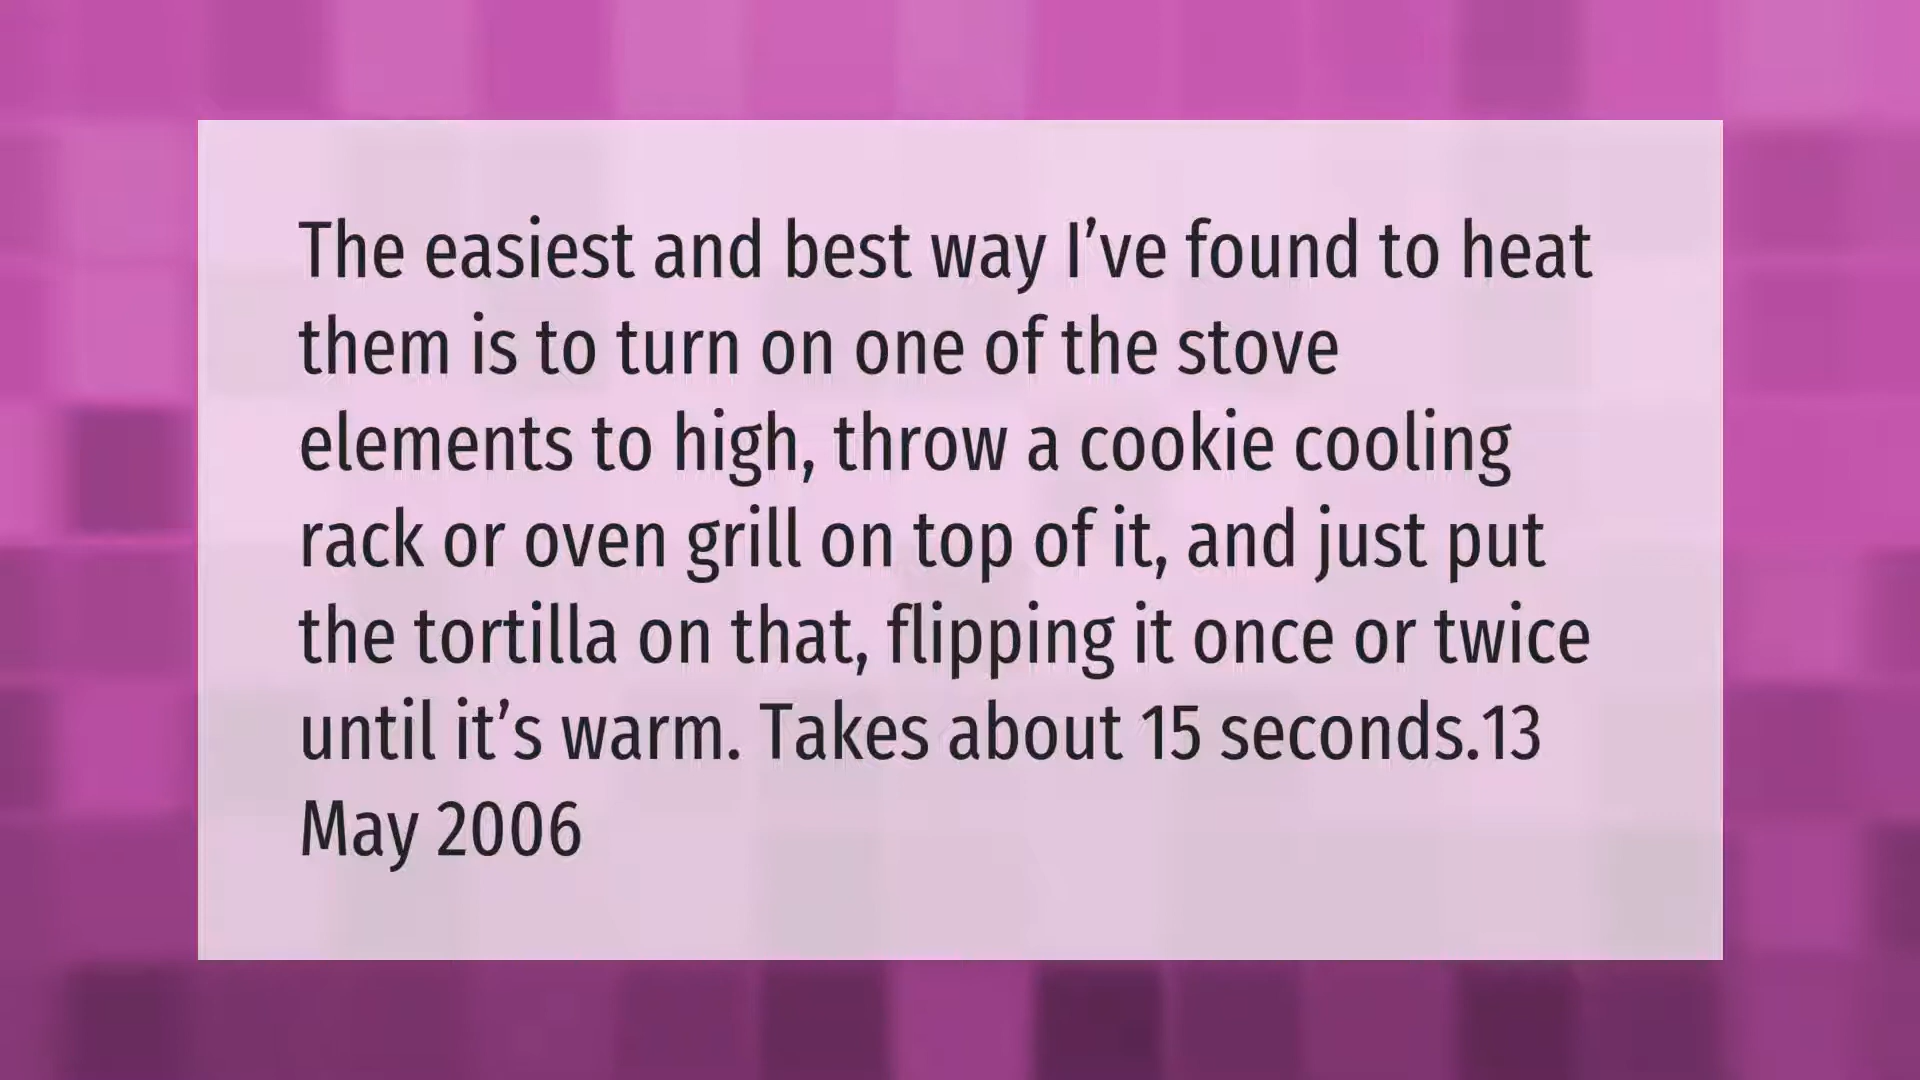 The easiest and best way I’ve found to heat
them is to turn on one of the stove
elements to high, throw a cookie cooling
rack or oven grill on top of it, and just put
the tortilla on that, flipping it once or twice
until it’s warm. Takes about 15 seconds.13
May 2006